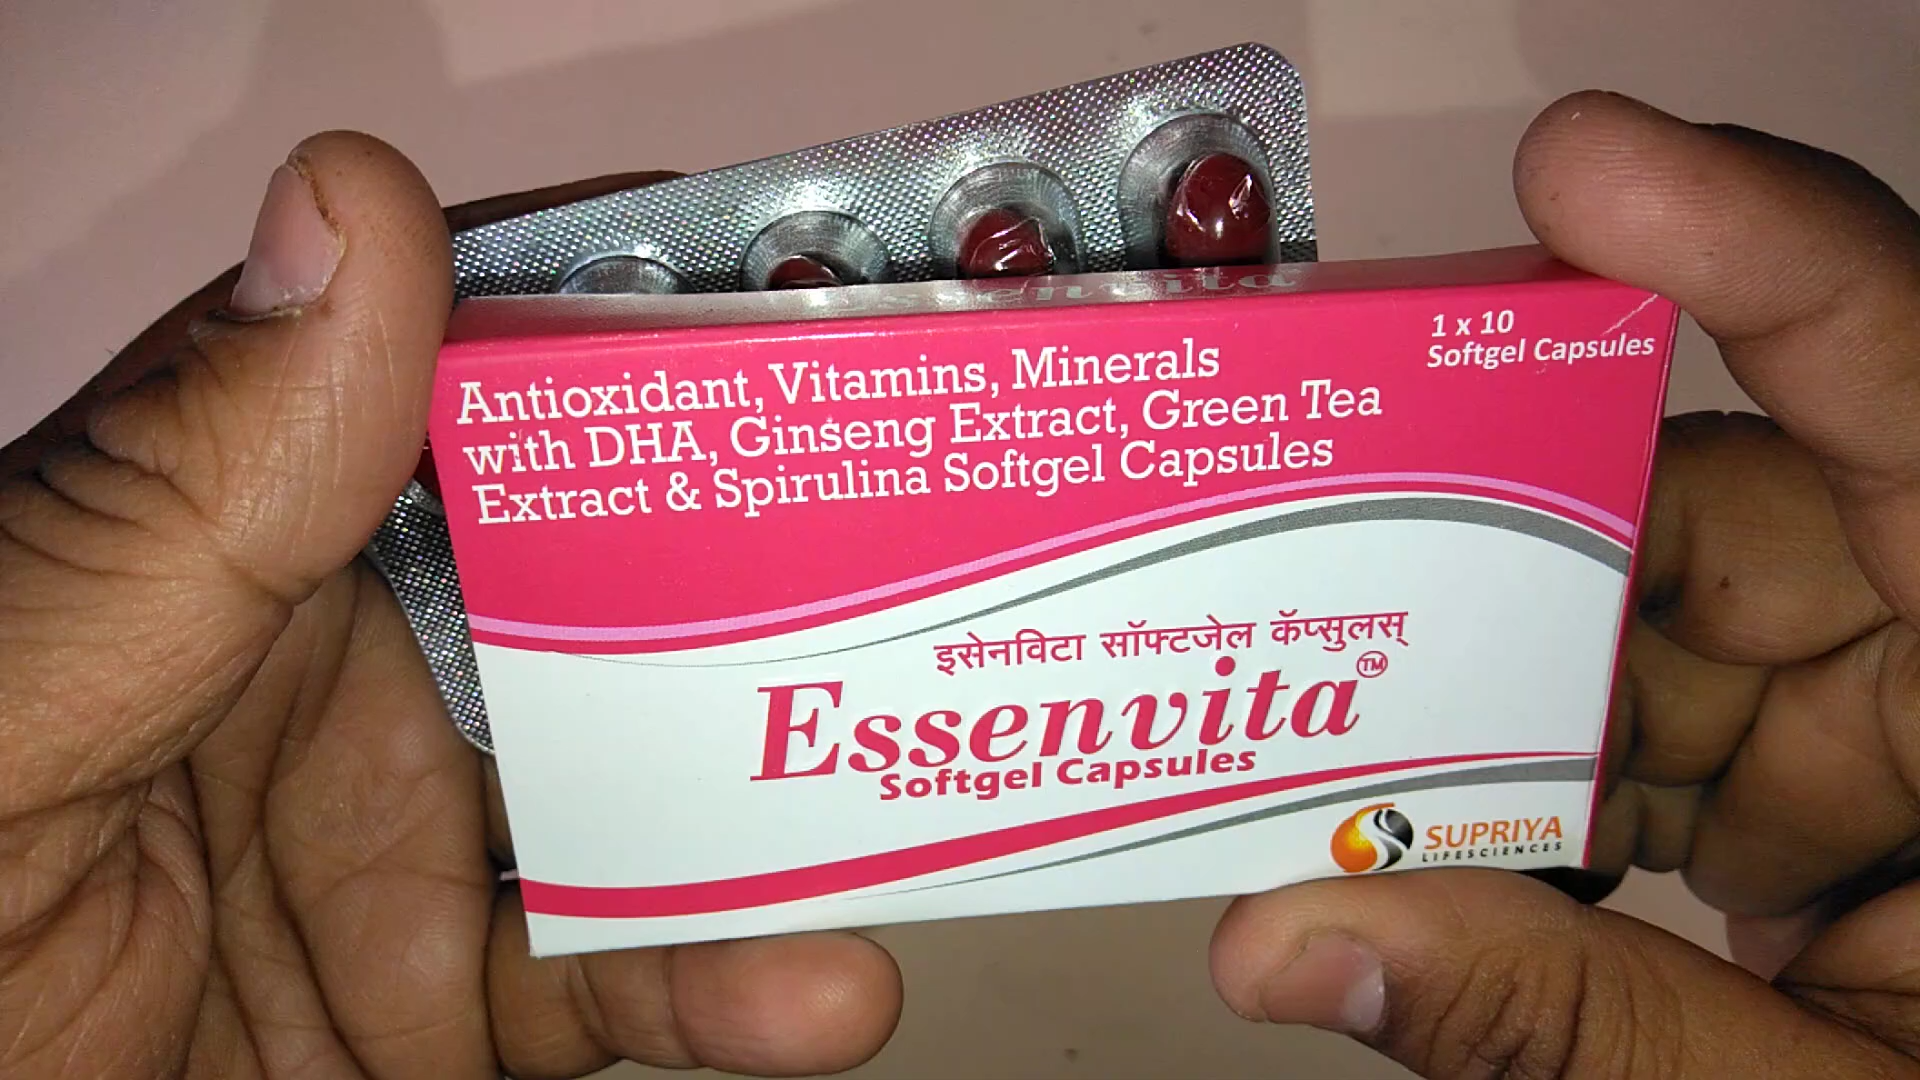 Essenvita
1 x 10
Softgel Capsules
Antioxidant, Vitamins, Minerals
with DHA, Ginseng Extract, Green Tea
Extract & Spirulina Softgel Capsules
इसेनविटा सॉफ्टजेल कॅप्सुलस्
Essenvita™
Softgel Capsules
SUPRIYA
LIFESCIENCES